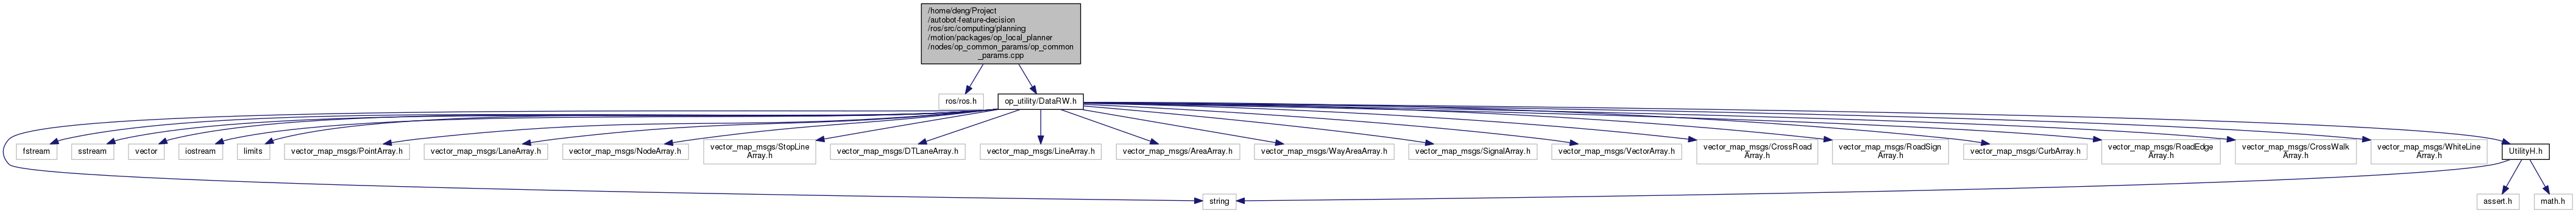 /home/deng/Project
/autobot-feature-decision
/ros/src/computing/planning
/motion/packages/op_local_planner
/nodes/op_common_params/op_common
_params.cpp
ros/ros.h
op_utility/DataRW.h
fstream
sstream
vector
iostream
limits
vector_map_msgs/PointArray.h
vector_map_msgs/LaneArray.h
vector_map_msgs/NodeArray.h
vector_map_msgs/StopLine
Array.h
vector_map_msgs/DTLaneArray.h
vector_map_msgs/LineArray.h
vector_map_msgs/AreaArray.h
vector_map_msgs/WayAreaArray.h
vector_map_msgs/SignalArray.h
vector_map_msgs/VectorArray.h
vector_map_msgs/CrossRoad
Array.h
vector_map_msgs/RoadSign
Array.h
vector_map_msgs/CurbArray.h
vector_map_msgs/RoadEdge
Array.h
vector_map_msgs/CrossWalk
Array.h
vector_map_msgs/WhiteLine
Array.h
UtilityH.h
string
assert.h
math.h